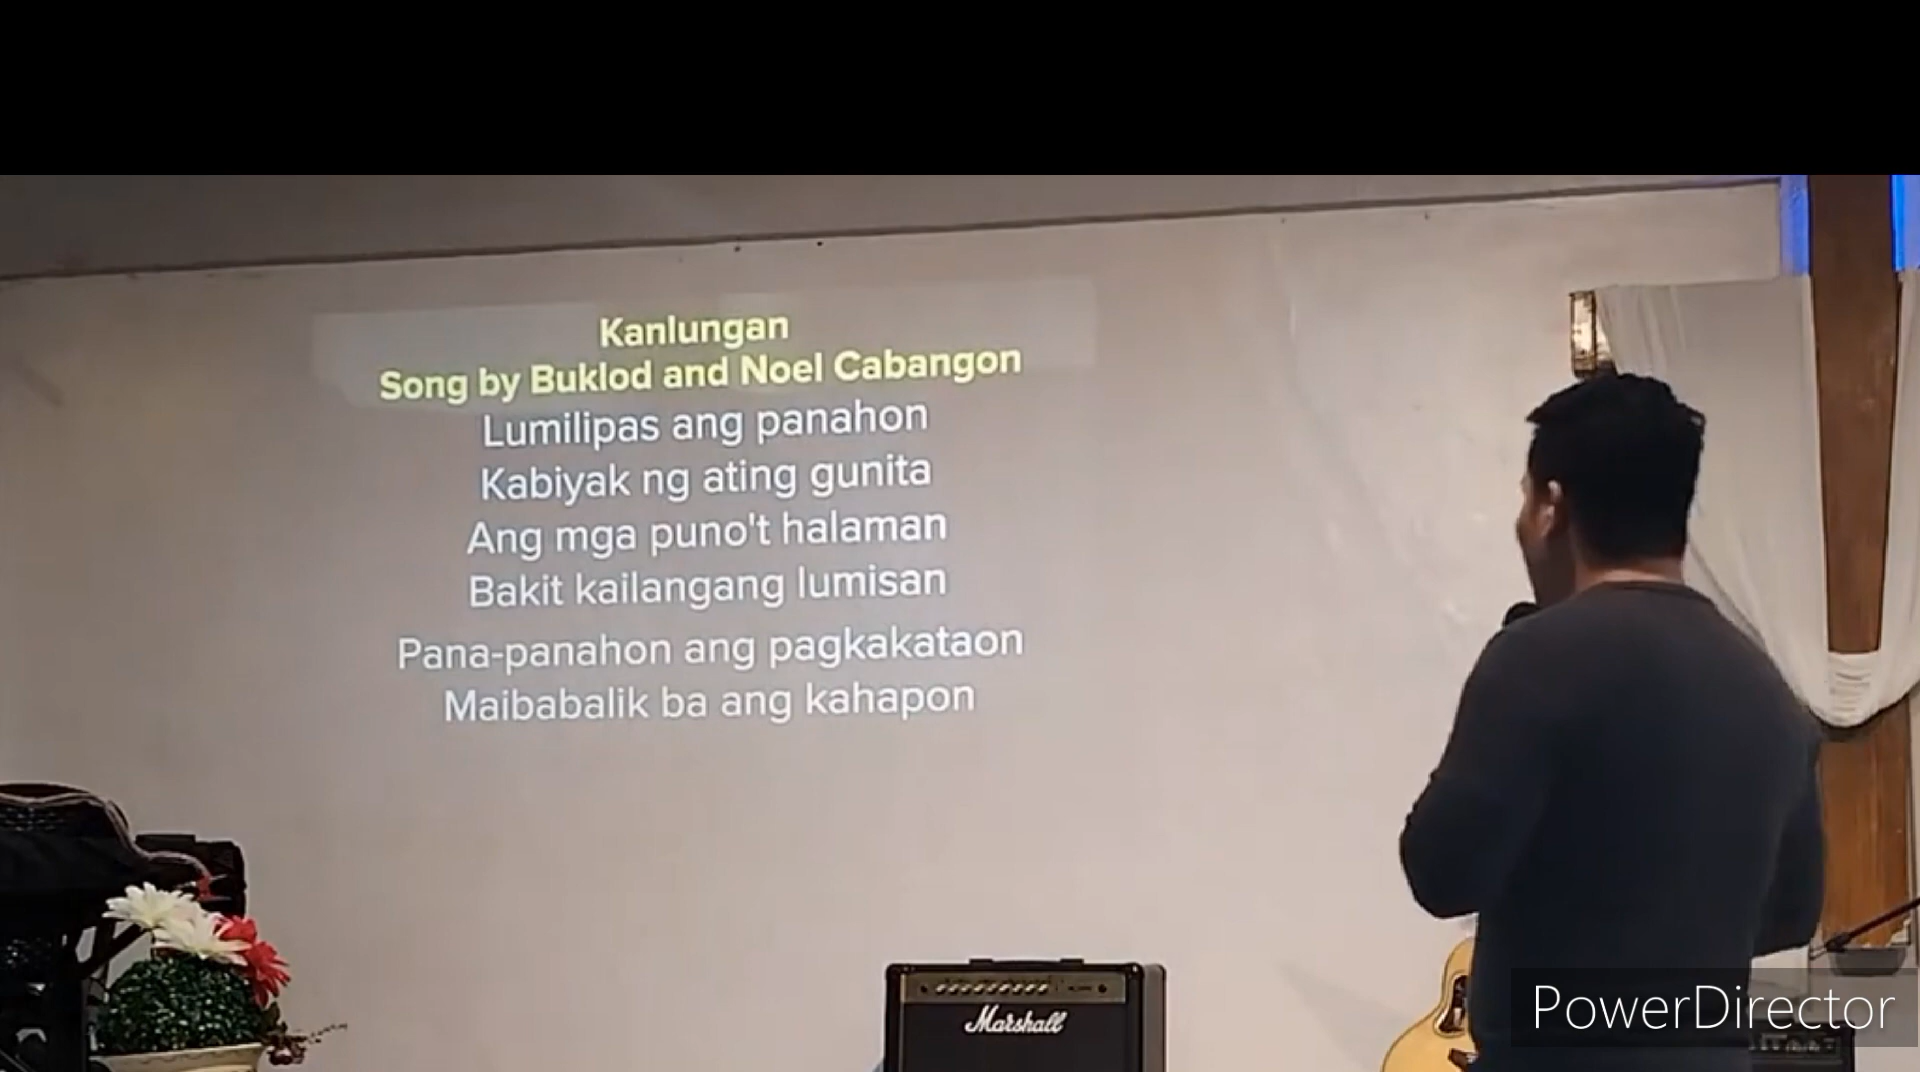 Kanlungan
Song by Buklod and Noel Cabangon
Lumilipas ang panahon
Kabiyak ng ating gunita
Ang mga puno't halaman
Bakit kailangang lumisan
Pana-panahon ang pagkakataon
Maibabalik ba ang kahapon
Marshall
PowerDirector